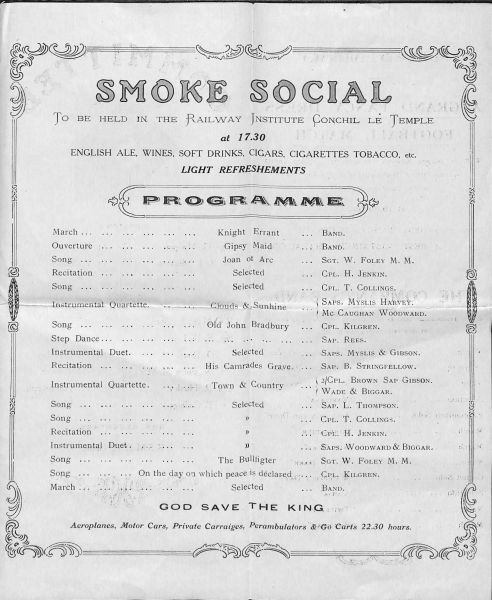 SMOKE SOCIAL
To be held in the Railway Institute Conchil le Temple
at 17.30
ENGLISH ALE, WINES, SOFT DRINKS, CIGARS, CIGARETTES TOBACCO, etc.
LIGHT REFRESHEMENTS
PROGRAMME
March ... Knight Errant ... Band.
Ouverture ... Gipsy Maid ... Band.
Song ... Joan of Arc ... Sgt. W. Foley M. M.
Recitation ... Selected ... Cpl. H. Jenkin.
Song ... Selected ... Cpl. T. Collings.
Instrumental Quartette. ... Clouds & Sunhine ... Saps. Myslis Harvey.
Mc Caughan Woodward.
Song ... Old John Bradbury ... Cpl. Kilgren.
Step Dance ... Sap. Rees.
Instrumental Duet. ... Selected ... Saps. Myslis & Gibson.
Recitation ... His Camrades Grave. ... Sap. B. Stringfellow.
Instrumental Quartette. ... Town & Country ... 2/Cpl. Brown Sap Gibson.
Wade & Biggar.
Song ... Selected ... Sap. L. Thompson.
Song ... » ... Cpl. T. Collings.
Recitation ... » ... Cpl. H. Jenkin.
Instrumental Duet. ... » ... Saps. Woodward & Biggar.
Song ... The Bullfigter ... Sgt. W. Foley M. M.
Song ... On the day on which peace is declared ... Cpl. Kilgren.
March ... Selected ... Band.
GOD SAVE THE KING
Aeroplanes, Motor Cars, Private Carraiges, Perambulators & Go Carts 22.30 hours.